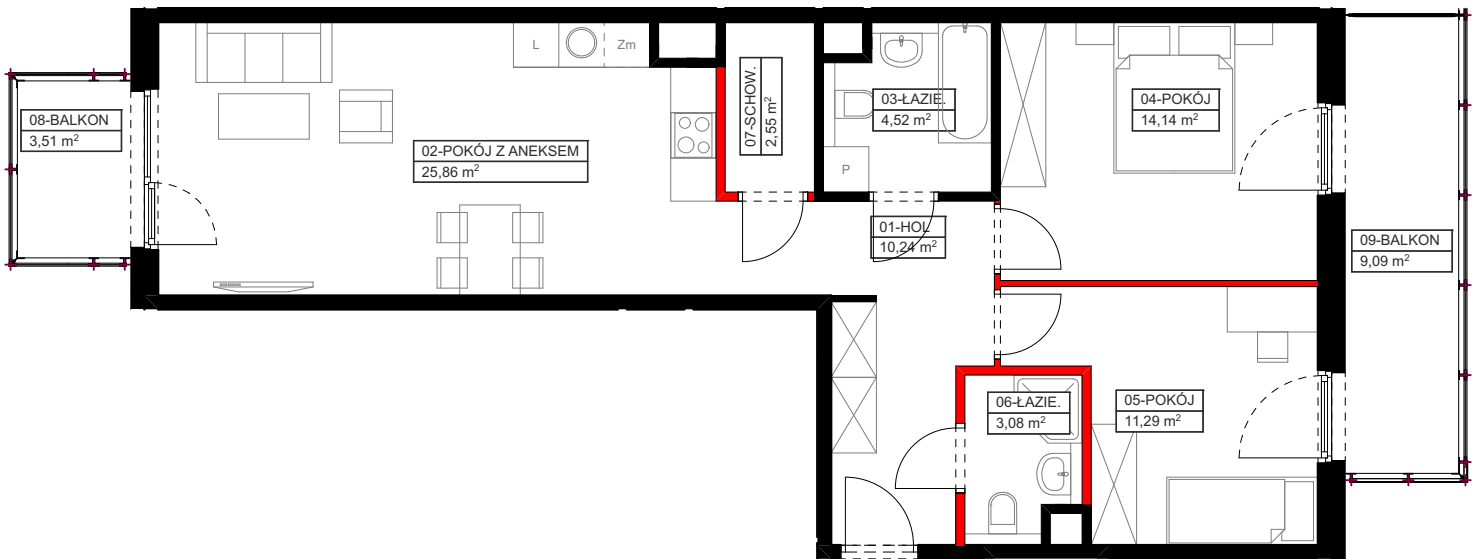 L
Zm
08-BALKON
3,51 m²
02-POKÓJ Z ANEKSEM
25,86 m²
07-SCHOW.
2,55 m²
03-ŁAZIE.
4,52 m²
P
04-POKÓJ
14,14 m²
01-HOL
10,24 m²
09-BALKON
9,09 m²
06-ŁAZIE.
3,08 m²
05-POKÓJ
11,29 m²